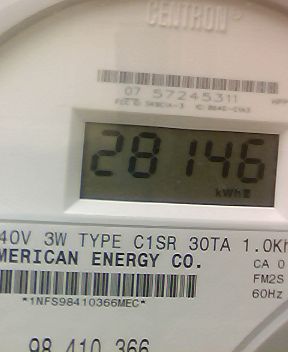 CENTRON®
07 57245311
28146
kWh
40V 3W TYPE C1SR 30TA 1.0Kh
MERICAN ENERGY CO.
CA 0
FM2S
60Hz
*1NFS98410366MEC*
98 410 366